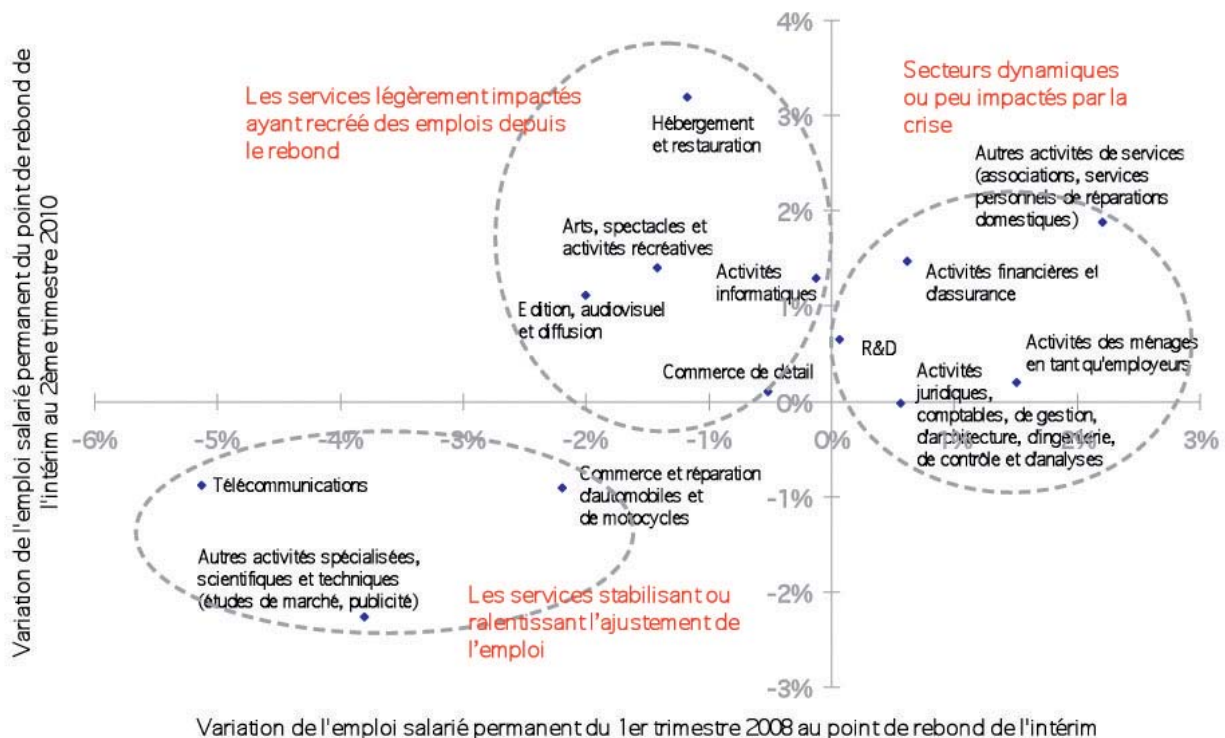 Variation de l'emploi salarié permanent du point de rebond de
l'intérim au 2ème trimestre 2010
4%
3%
2%
1%
0%
-1%
-2%
-3%
-6%
-5%
-4%
-3%
-2%
-1%
0%
1%
2%
3%
Les services légèrement impactés
ayant recréé des emplois depuis
le rebond
Secteurs dynamiques
ou peu impactés par la
crise
Hébergement
et restauration
Autres activités de services
(associations, services
personnels de réparations
domestiques)
Arts, spectacles et
activités récréatives
Activités
informatiques
Activités financières et
d'assurance
Edition, audiovisuel
et diffusion
R&D
Activités des ménages
en tant qu'employeurs
Commerce de détail
Activités
juridiques,
comptables, de gestion,
d'architecture, d'ingénierie,
de contrôle et d'analyses
Télécommunications
Commerce et réparation
d'automobiles et
de motocycles
Autres activités spécialisées,
scientifiques et techniques
(études de marché, publicité)
Les services stabilisant ou
ralentissant l'ajustement de
l'emploi
Variation de l'emploi salarié permanent du 1er trimestre 2008 au point de rebond de l'intérim